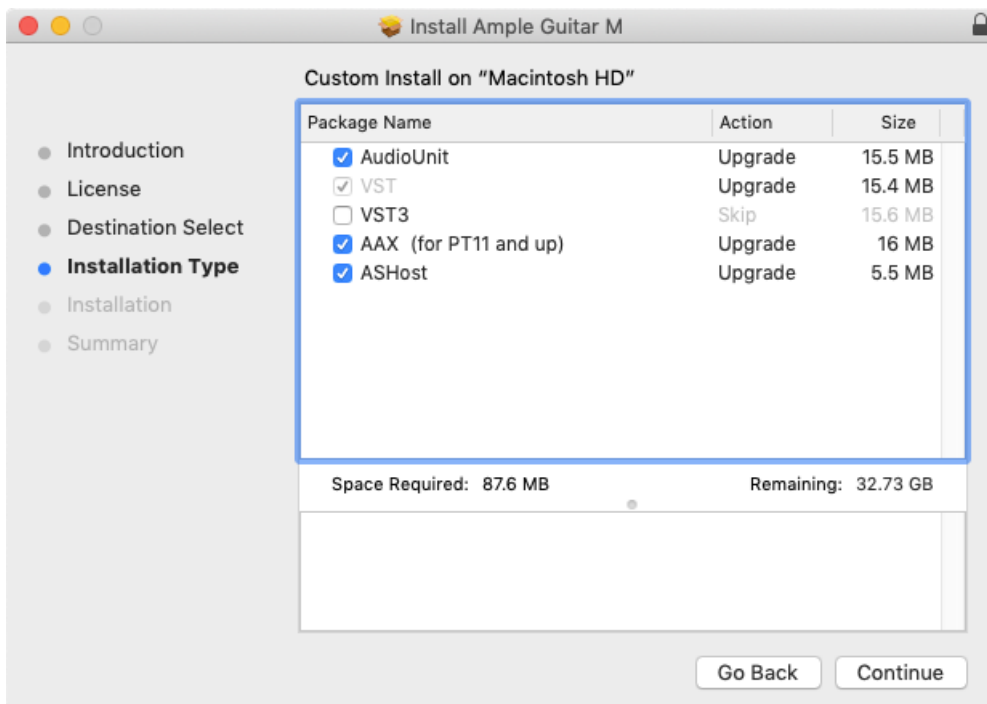 Install Ample Guitar M
Introduction
License
Destination Select
Installation Type
Installation
Summary
Custom Install on “Macintosh HD”
Package Name Action Size
AudioUnit Upgrade 15.5 MB
VST Upgrade 15.4 MB
VST3 Skip 15.6 MB
AAX (for PT11 and up) Upgrade 16 MB
ASHost Upgrade 5.5 MB
Space Required: 87.6 MB Remaining: 32.73 GB
Go Back Continue